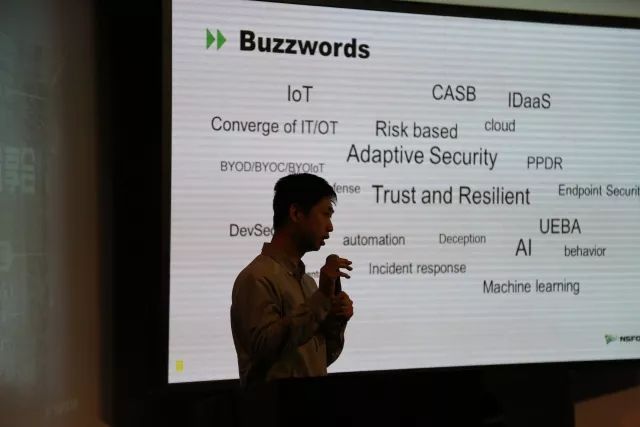 Buzzwords
IoT
CASB
IDaaS
Converge of IT/OT
Risk based
cloud
BYOD/BYOC/BYOIoT
Adaptive Security
PPDR
Trust and Resilient
Endpoint Securit
UEBA
automation
Deception
AI
behavior
Incident response
Machine learning